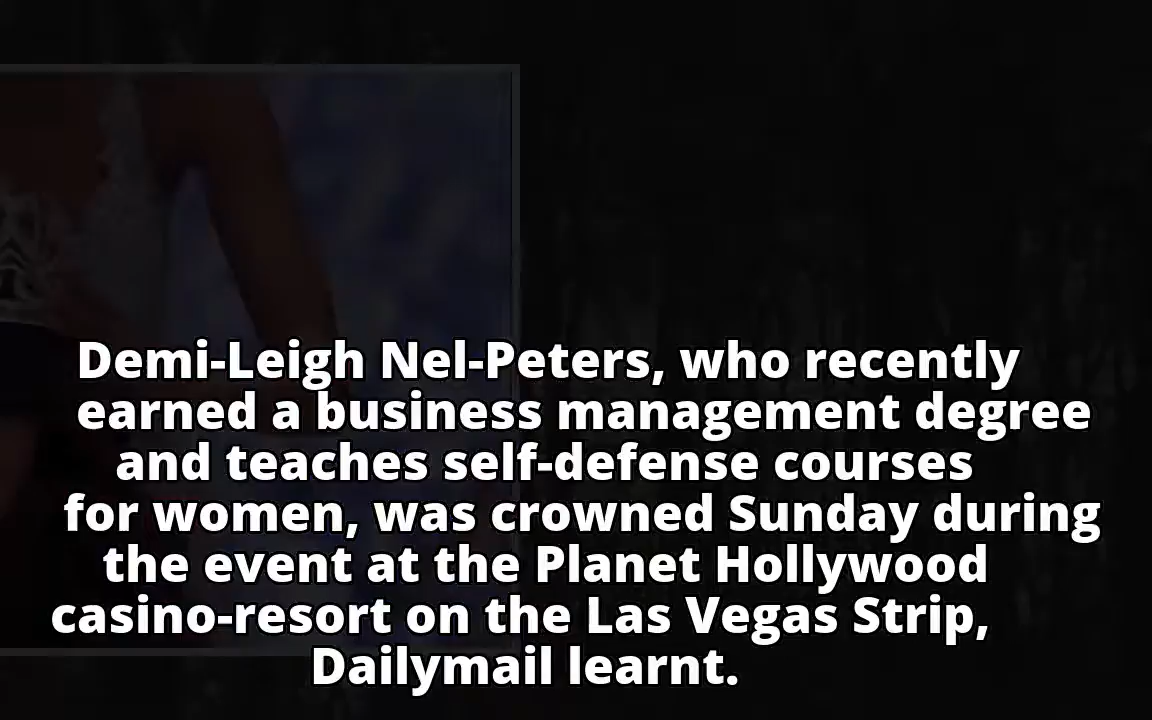 Demi-Leigh Nel-Peters, who recently
earned a business management degree
and teaches self-defense courses
for women, was crowned Sunday during
the event at the Planet Hollywood
casino-resort on the Las Vegas Strip,
Dailymail learnt.